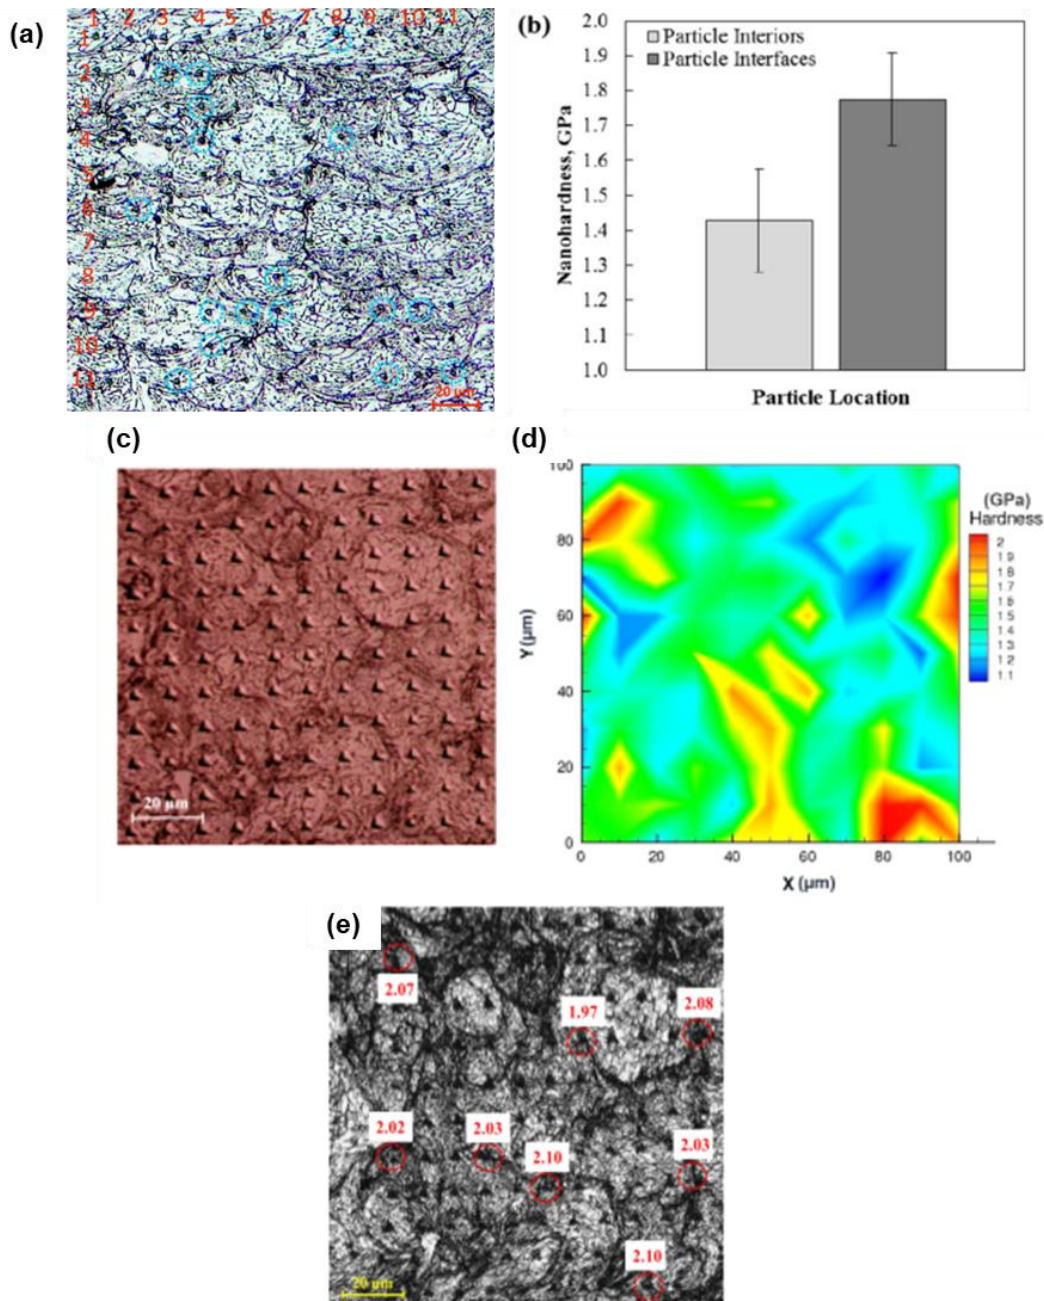 (a)
1 2 3 4 5 6 7 8 9 10 11
1
2
3
4
5
6
7
8
9
10
11
20 µm
(b)
2.0
1.9
1.8
1.7
1.6
1.5
1.4
1.3
1.2
1.1
1.0
Nanohardness, GPa
Particle Interiors
Particle Interfaces
Particle Location
(c)
20 µm
(d)
100
80
60
40
20
0
Y (µm)
0 20 40 60 80 100
X (µm)
(GPa)
Hardness
2
1.9
1.8
1.7
1.6
1.5
1.4
1.3
1.2
1.1
(e)
2.07
1.97
2.08
2.02
2.03
2.10
2.03
2.10
20 µm